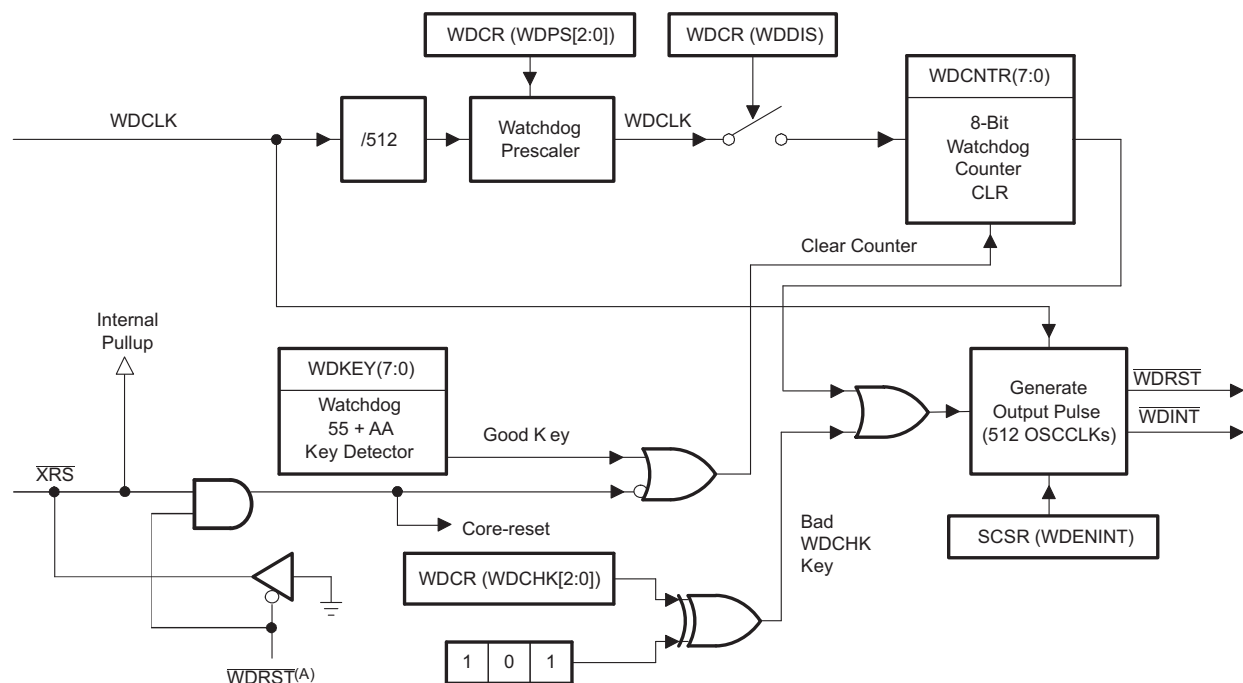 WDCR (WDPS[2:0])
WDCR (WDDIS)
WDCNTR(7:0)
WDCLK
/512
Watchdog
Prescaler
WDCLK
8-Bit
Watchdog
Counter
CLR
Clear Counter
Internal
Pullup
WDKEY(7:0)
Watchdog
55 + AA
Key Detector
Good Key
Generate
Output Pulse
(512 OSCCLKs)
WDRST
WDINT
XRS
Core-reset
Bad
WDCHK
Key
SCSR (WDENINT)
WDCR (WDCHK[2:0])
1 0 1
WDRST(A)